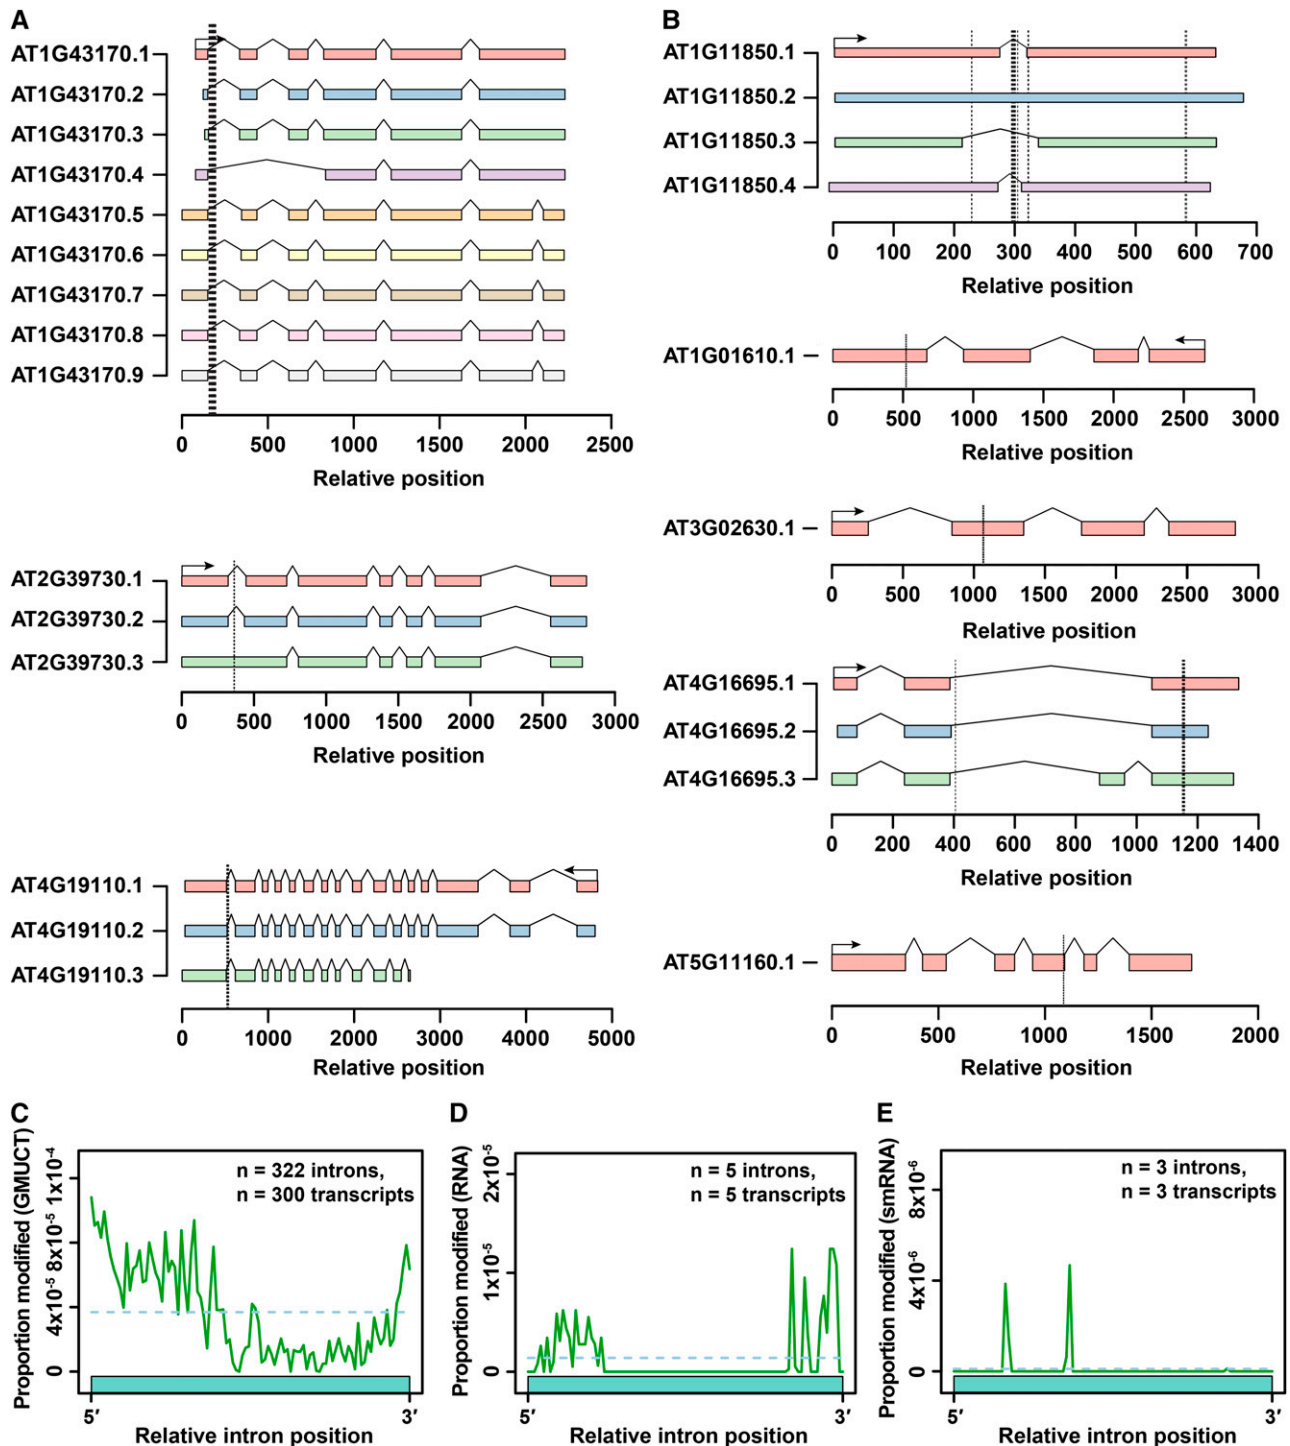 A
AT1G43170.1
AT1G43170.2
AT1G43170.3
AT1G43170.4
AT1G43170.5
AT1G43170.6
AT1G43170.7
AT1G43170.8
AT1G43170.9
0 500 1000 1500 2000 2500
Relative position
AT2G39730.1
AT2G39730.2
AT2G39730.3
0 500 1000 1500 2000 2500 3000
Relative position
AT4G19110.1
AT4G19110.2
AT4G19110.3
0 1000 2000 3000 4000 5000
Relative position
B
AT1G11850.1
AT1G11850.2
AT1G11850.3
AT1G11850.4
0 100 200 300 400 500 600 700
Relative position
AT1G01610.1
0 500 1000 1500 2000 2500 3000
Relative position
AT3G02630.1
0 500 1000 1500 2000 2500 3000
Relative position
AT4G16695.1
AT4G16695.2
AT4G16695.3
0 200 400 600 800 1000 1200 1400
Relative position
AT5G11160.1
0 500 1000 1500 2000
Relative position
C
Proportion modified (GMUCT)
0 4x10⁻⁵ 8x10⁻⁵ 1x10⁻⁴
n = 322 introns,
n = 300 transcripts
5′ 3′
Relative intron position
D
Proportion modified (RNA)
0 1x10⁻⁵ 2x10⁻⁵
n = 5 introns,
n = 5 transcripts
5′ 3′
Relative intron position
E
Proportion modified (smRNA)
0 4x10⁻⁶ 8x10⁻⁶
n = 3 introns,
n = 3 transcripts
5′ 3′
Relative intron position